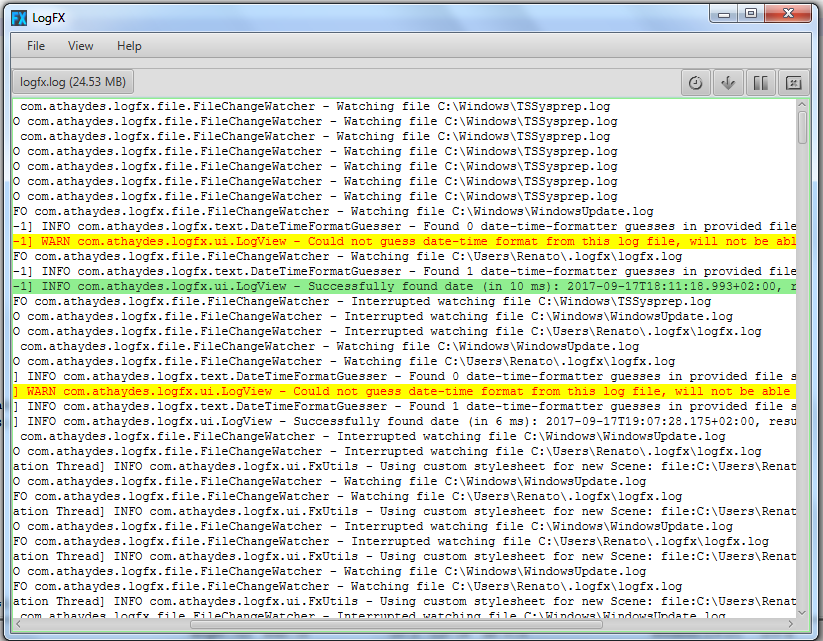 LogFX
File View Help
logfx.log (24.53 MB)
com.athaydes.logfx.file.FileChangeWatcher - Watching file C:\Windows\TSSysprep.log
O com.athaydes.logfx.file.FileChangeWatcher - Watching file C:\Windows\TSSysprep.log
com.athaydes.logfx.file.FileChangeWatcher - Watching file C:\Windows\TSSysprep.log
O com.athaydes.logfx.file.FileChangeWatcher - Watching file C:\Windows\TSSysprep.log
O com.athaydes.logfx.file.FileChangeWatcher - Watching file C:\Windows\TSSysprep.log
O com.athaydes.logfx.file.FileChangeWatcher - Watching file C:\Windows\TSSysprep.log
O com.athaydes.logfx.file.FileChangeWatcher - Watching file C:\Windows\TSSysprep.log
FO com.athaydes.logfx.file.FileChangeWatcher - Watching file C:\Windows\WindowsUpdate.log
-1] INFO com.athaydes.logfx.text.DateTimeFormatGuesser - Found 0 date-time-formatter guesses in provided file
-1] WARN com.athaydes.logfx.ui.LogView - Could not guess date-time format from this log file, will not be abl
FO com.athaydes.logfx.file.FileChangeWatcher - Watching file C:\Users\Renato\.logfx\logfx.log
-1] INFO com.athaydes.logfx.text.DateTimeFormatGuesser - Found 1 date-time-formatter guesses in provided file
-1] INFO com.athaydes.logfx.ui.LogView - Successfully found date (in 10 ms): 2017-09-17T18:11:18.993+02:00, r
FO com.athaydes.logfx.file.FileChangeWatcher - Interrupted watching file C:\Windows\TSSysprep.log
O com.athaydes.logfx.file.FileChangeWatcher - Interrupted watching file C:\Windows\WindowsUpdate.log
O com.athaydes.logfx.file.FileChangeWatcher - Interrupted watching file C:\Users\Renato\.logfx\logfx.log
com.athaydes.logfx.file.FileChangeWatcher - Watching file C:\Windows\WindowsUpdate.log
O com.athaydes.logfx.file.FileChangeWatcher - Watching file C:\Users\Renato\.logfx\logfx.log
] INFO com.athaydes.logfx.text.DateTimeFormatGuesser - Found 0 date-time-formatter guesses in provided file s
] WARN com.athaydes.logfx.ui.LogView - Could not guess date-time format from this log file, will not be able
] INFO com.athaydes.logfx.text.DateTimeFormatGuesser - Found 1 date-time-formatter guesses in provided file s
] INFO com.athaydes.logfx.ui.LogView - Successfully found date (in 6 ms): 2017-09-17T19:07:28.175+02:00, resu
com.athaydes.logfx.file.FileChangeWatcher - Interrupted watching file C:\Windows\WindowsUpdate.log
O com.athaydes.logfx.file.FileChangeWatcher - Interrupted watching file C:\Users\Renato\.logfx\logfx.log
ation Thread] INFO com.athaydes.logfx.ui.FxUtils - Using custom stylesheet for new Scene: file:C:\Users\Renat
O com.athaydes.logfx.file.FileChangeWatcher - Watching file C:\Windows\WindowsUpdate.log
FO com.athaydes.logfx.file.FileChangeWatcher - Watching file C:\Users\Renato\.logfx\logfx.log
ation Thread] INFO com.athaydes.logfx.ui.FxUtils - Using custom stylesheet for new Scene: file:C:\Users\Renat
O com.athaydes.logfx.file.FileChangeWatcher - Interrupted watching file C:\Windows\WindowsUpdate.log
FO com.athaydes.logfx.file.FileChangeWatcher - Interrupted watching file C:\Users\Renato\.logfx\logfx.log
ation Thread] INFO com.athaydes.logfx.ui.FxUtils - Using custom stylesheet for new Scene: file:C:\Users\Renat
O com.athaydes.logfx.file.FileChangeWatcher - Watching file C:\Windows\WindowsUpdate.log
FO com.athaydes.logfx.file.FileChangeWatcher - Watching file C:\Users\Renato\.logfx\logfx.log
ation Thread] INFO com.athaydes.logfx.ui.FxUtils - Using custom stylesheet for new Scene: file:C:\Users\Renat
com.athaydes.logfx.file.FileChangeWatcher - Interrupted watching file C:\Windows\WindowsUpdate.log